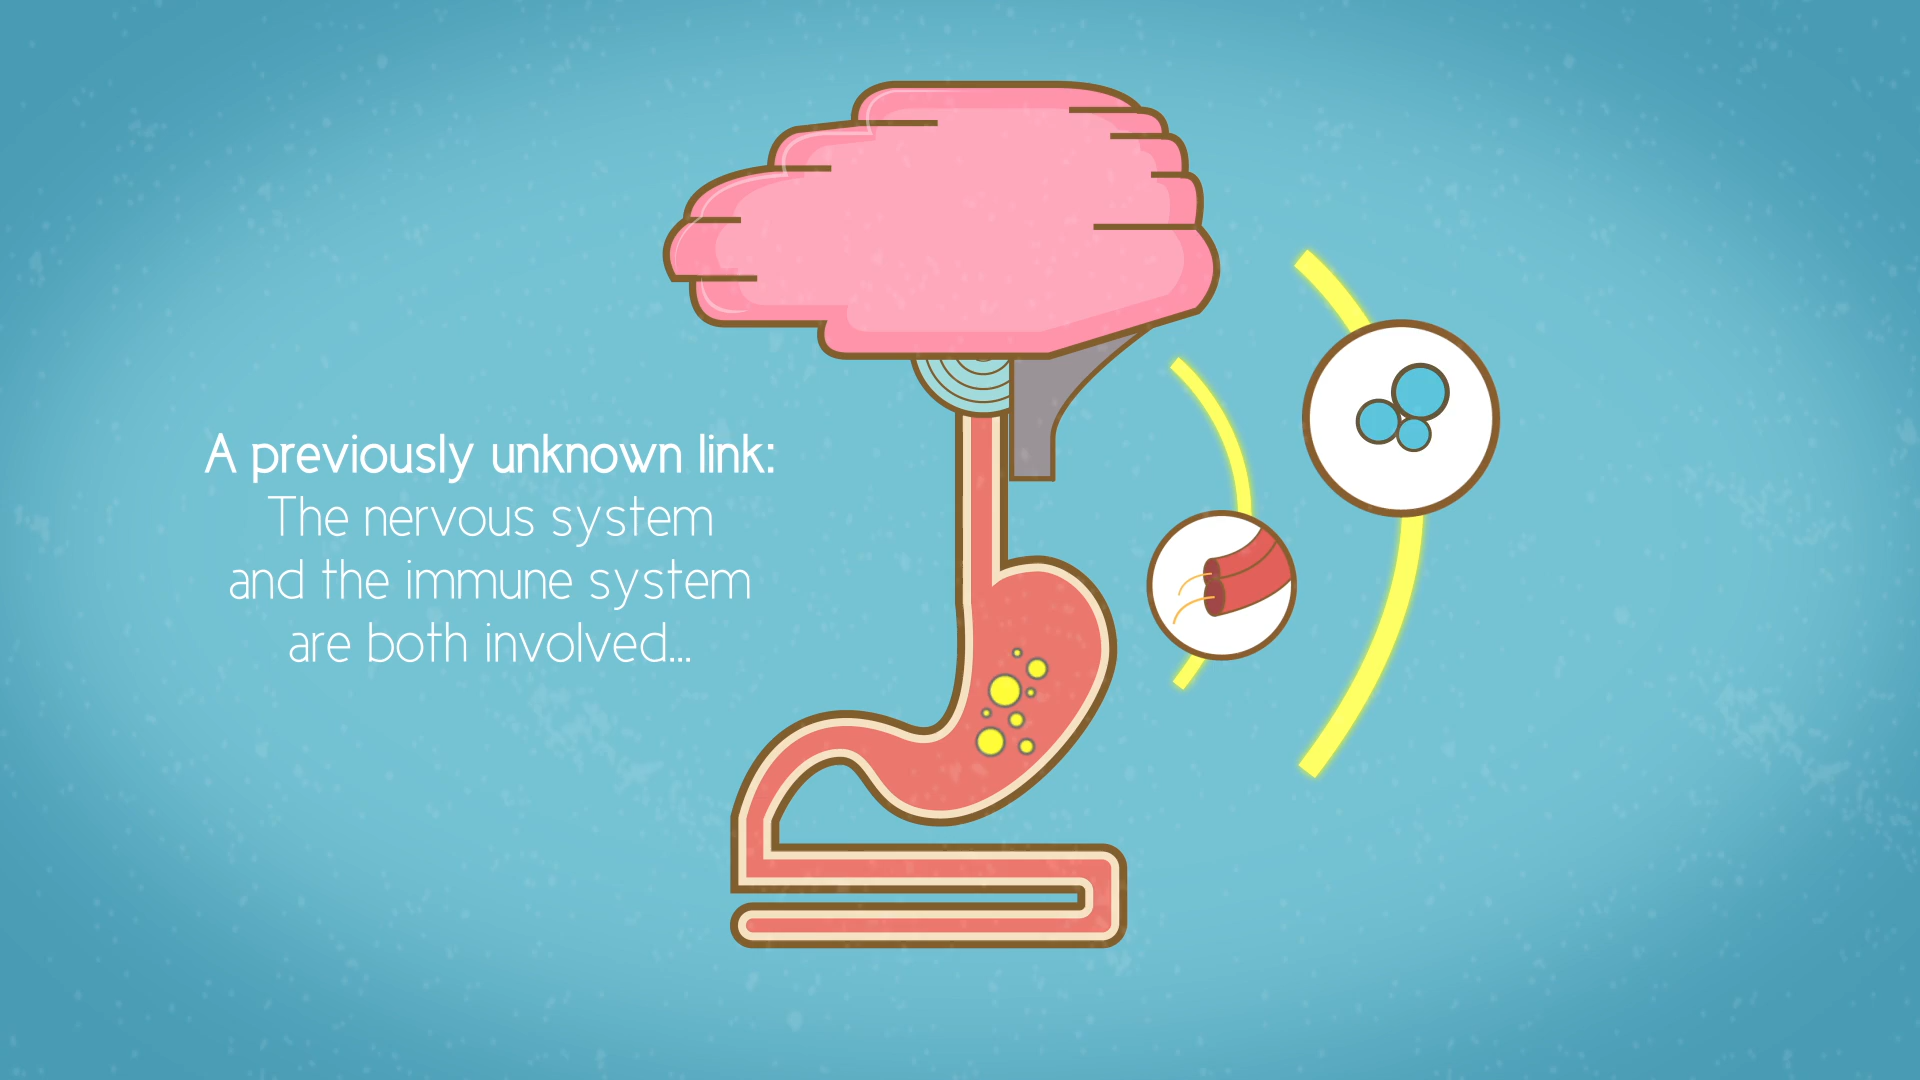 A previously unknown link:
The nervous system
and the immune system
are both involved...